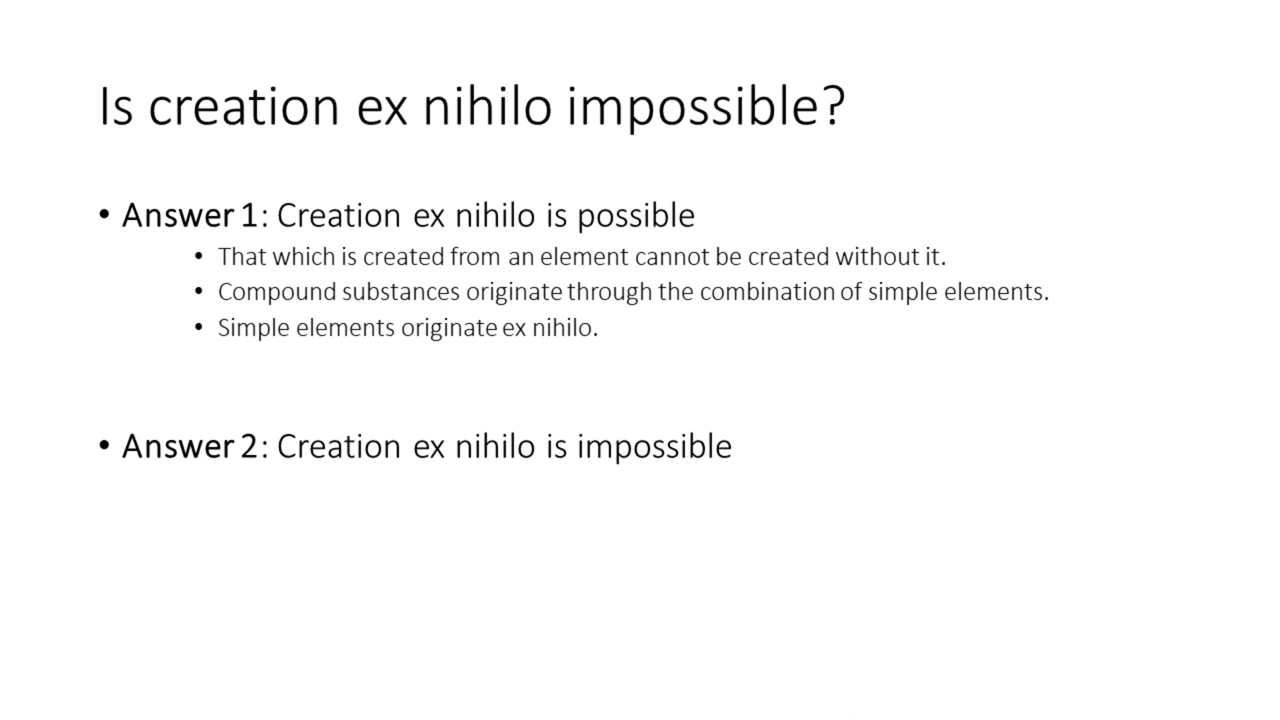 Is creation ex nihilo impossible?
• Answer 1: Creation ex nihilo is possible
• That which is created from an element cannot be created without it.
• Compound substances originate through the combination of simple elements.
• Simple elements originate ex nihilo.
• Answer 2: Creation ex nihilo is impossible